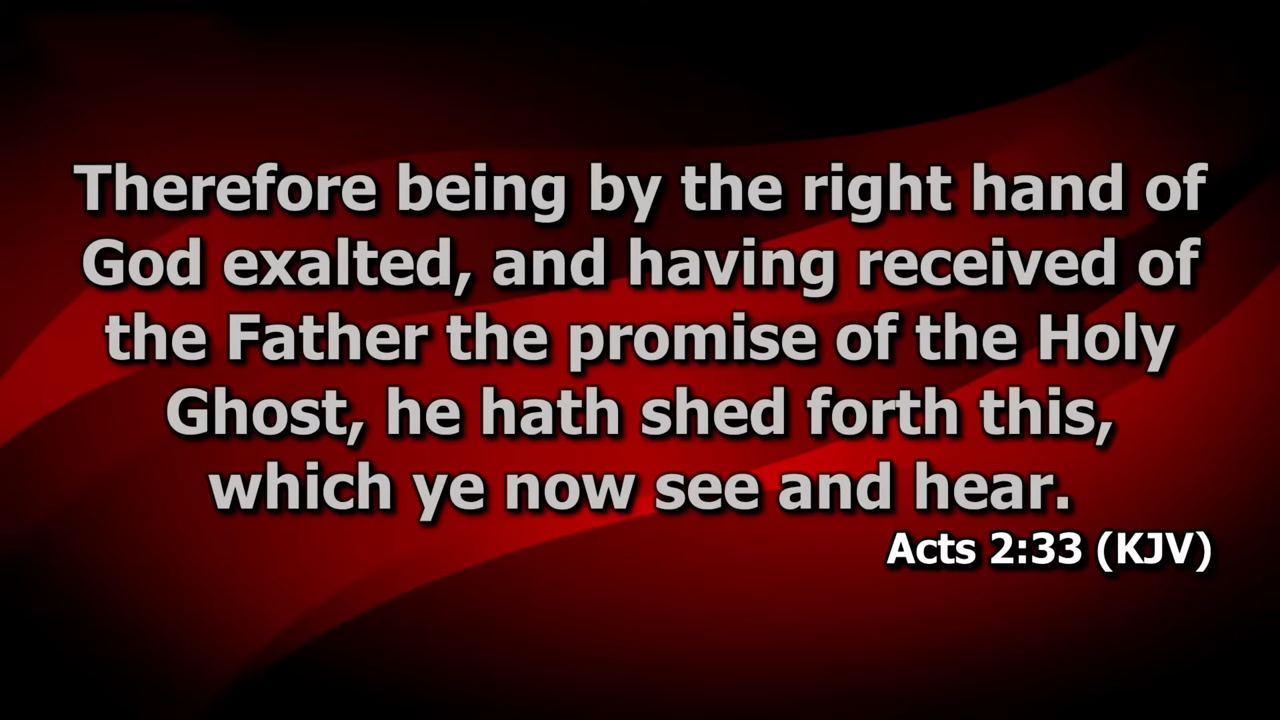 Therefore being by the right hand of
God exalted, and having received of
the Father the promise of the Holy
Ghost, he hath shed forth this,
which ye now see and hear.
Acts 2:33 (KJV)